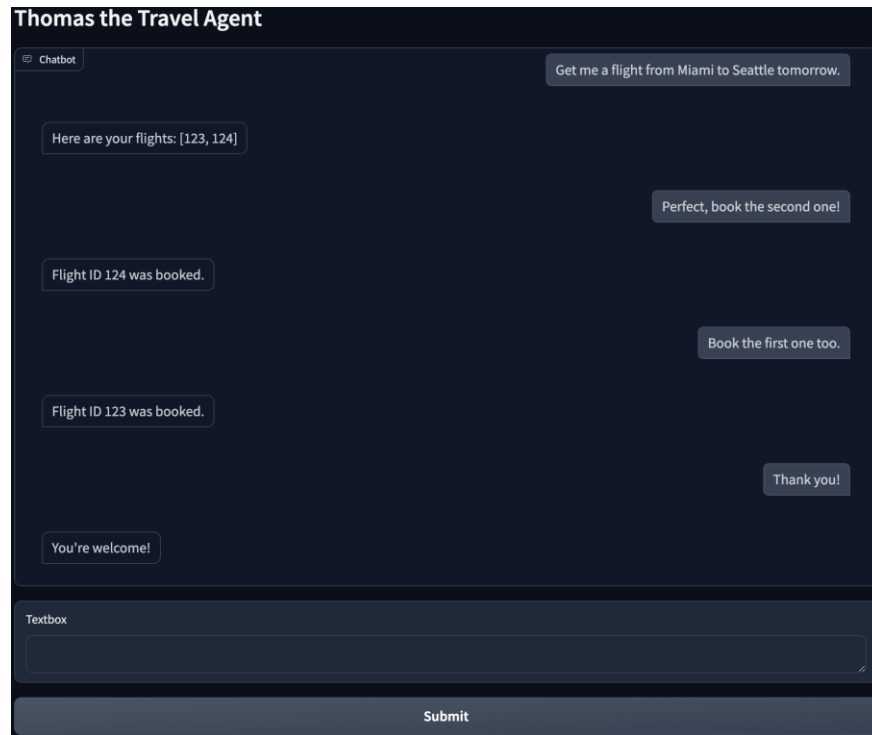 Thomas the Travel Agent
Chatbot
Get me a flight from Miami to Seattle tomorrow.
Here are your flights: [123, 124]
Perfect, book the second one!
Flight ID 124 was booked.
Book the first one too.
Flight ID 123 was booked.
Thank you!
You're welcome!
Textbox
Submit